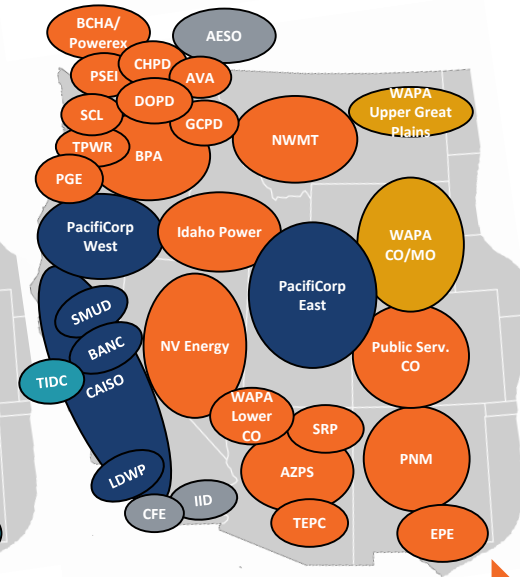 BCHA/
Powerex
AESO
CHPD
PSEI
AVA
DOPD
SCL
GCPD
TPWR
BPA
PGE
NWMT
WAPA
Upper Great
Plains
PacifiCorp
West
Idaho Power
WAPA
CO/MO
PacifiCorp
East
SMUD
BANC
NV Energy
Public Serv.
CO
TIDC
CAISO
WAPA
Lower
CO
SRP
LDWP
AZPS
PNM
CFE
IID
TEPC
EPE